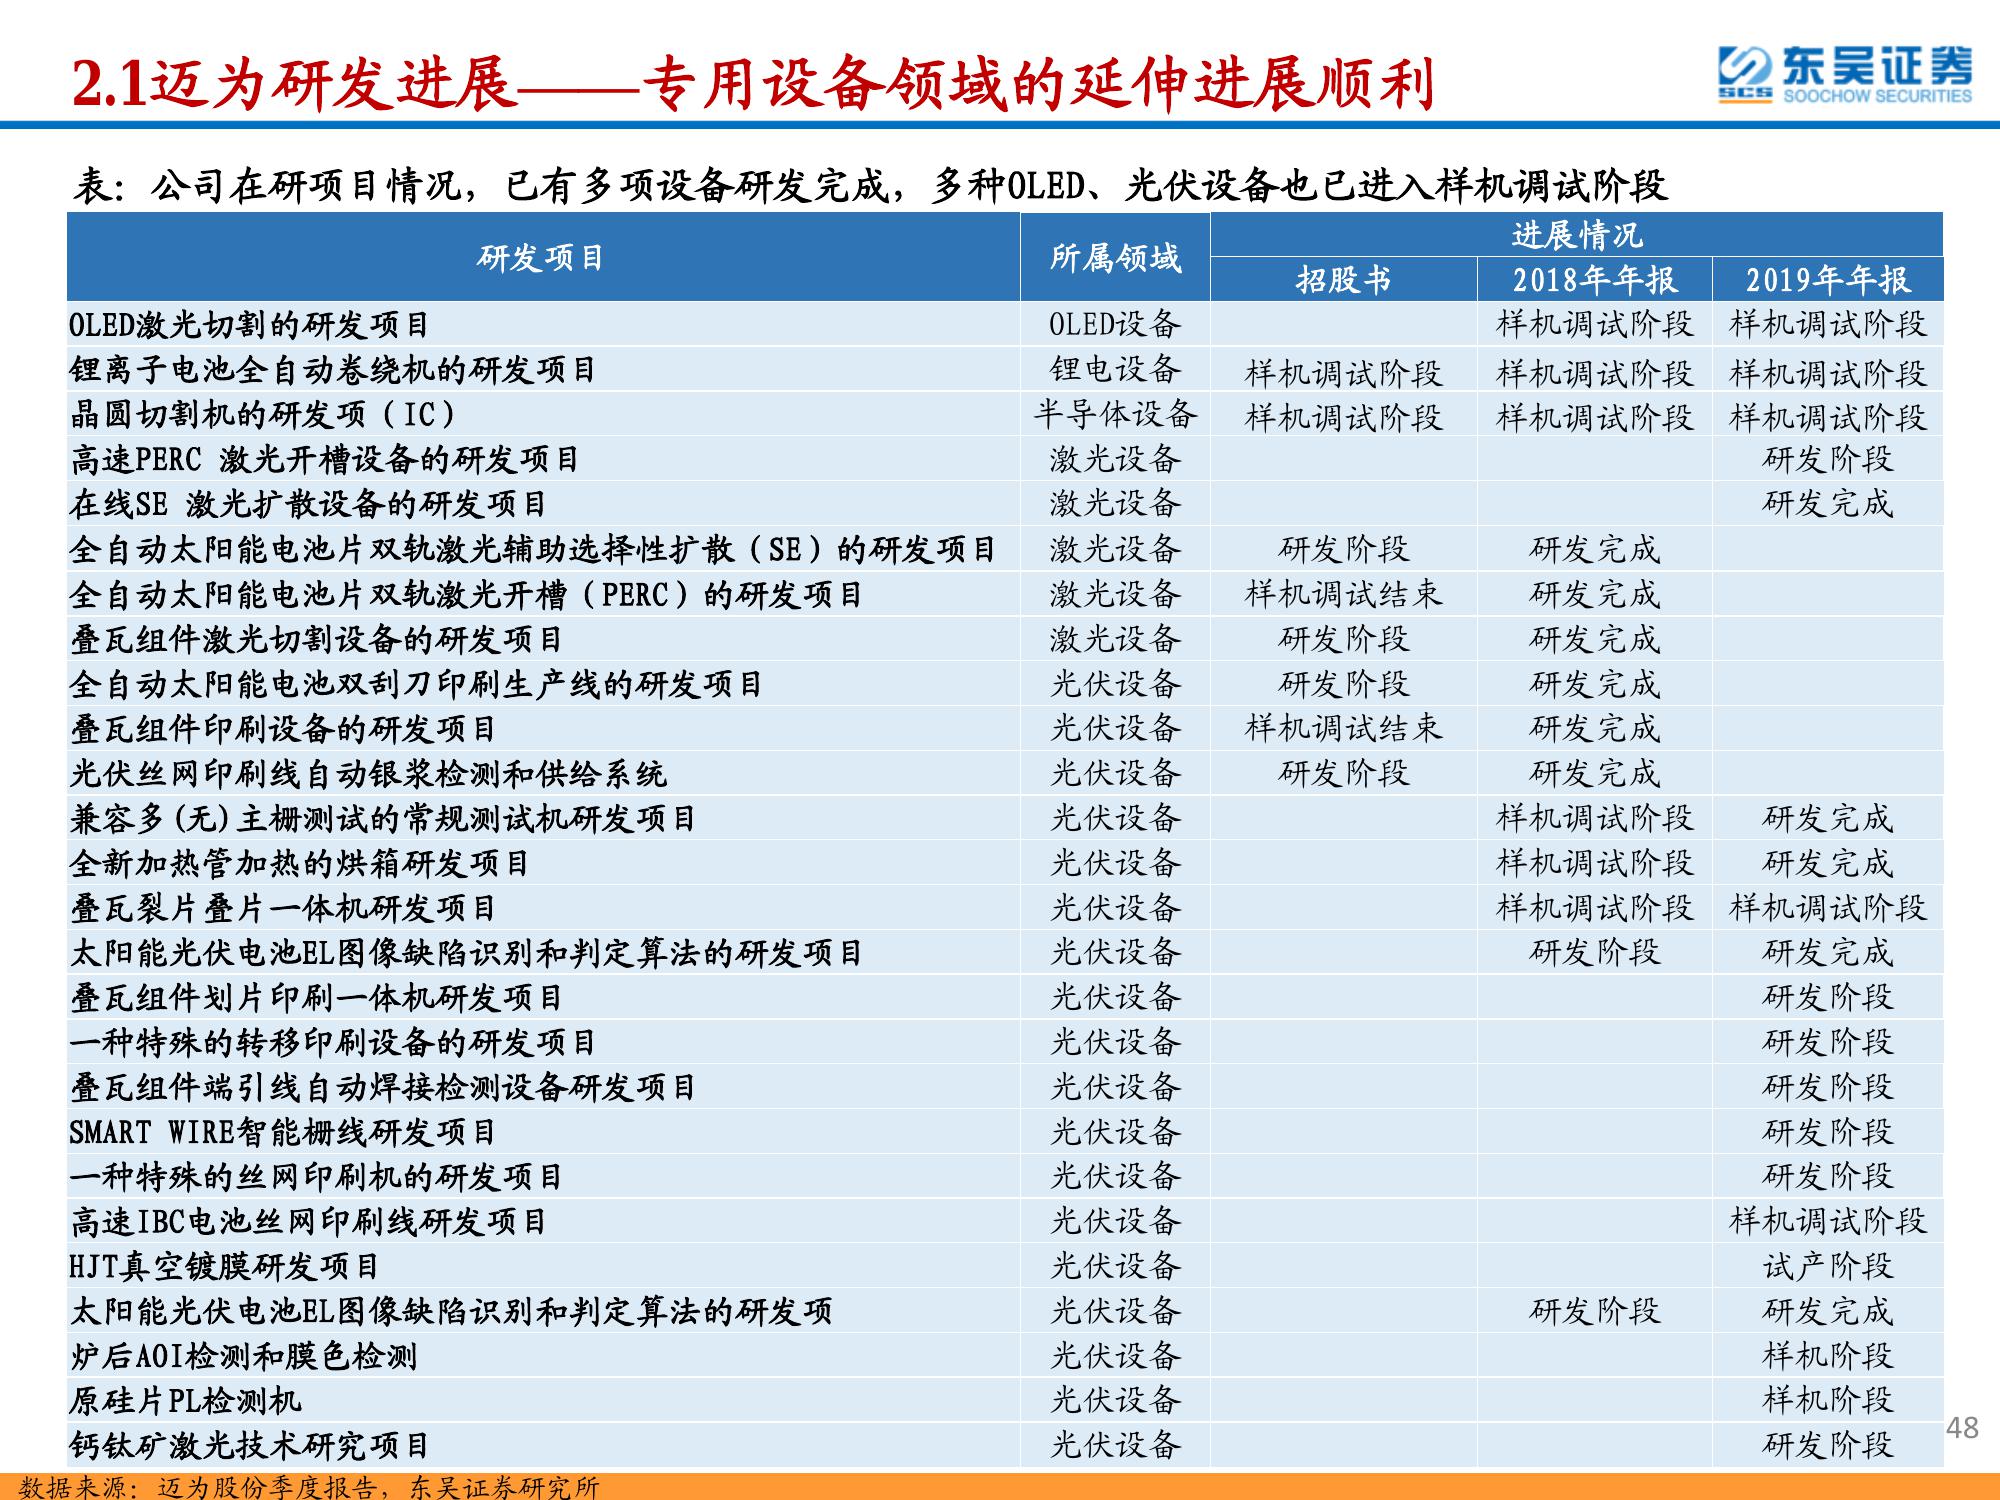 2.1迈为研发进展——专用设备领域的延伸进展顺利
东吴证券
SCS SOOCHOW SECURITIES
表：公司在研项目情况，已有多项设备研发完成，多种OLED、光伏设备也已进入样机调试阶段
研发项目 所属领域 进展情况
招股书 2018年年报 2019年年报
OLED激光切割的研发项目 OLED设备 样机调试阶段 样机调试阶段
锂离子电池全自动卷绕机的研发项目 锂电设备 样机调试阶段 样机调试阶段 样机调试阶段
晶圆切割机的研发项（IC） 半导体设备 样机调试阶段 样机调试阶段 样机调试阶段
高速PERC 激光开槽设备的研发项目 激光设备 研发阶段
在线SE 激光扩散设备的研发项目 激光设备 研发完成
全自动太阳能电池片双轨激光辅助选择性扩散（SE）的研发项目 激光设备 研发阶段 研发完成
全自动太阳能电池片双轨激光开槽（PERC）的研发项目 激光设备 样机调试结束 研发完成
叠瓦组件激光切割设备的研发项目 激光设备 研发阶段 研发完成
全自动太阳能电池双刮刀印刷生产线的研发项目 光伏设备 研发阶段 研发完成
叠瓦组件印刷设备的研发项目 光伏设备 样机调试结束 研发完成
光伏丝网印刷线自动银浆检测和供给系统 光伏设备 研发阶段 研发完成
兼容多(无)主栅测试的常规测试机研发项目 光伏设备 样机调试阶段 研发完成
全新加热管加热的烘箱研发项目 光伏设备 样机调试阶段 研发完成
叠瓦裂片叠片一体机研发项目 光伏设备 样机调试阶段 样机调试阶段
太阳能光伏电池EL图像缺陷识别和判定算法的研发项目 光伏设备 研发阶段 研发完成
叠瓦组件划片印刷一体机研发项目 光伏设备 研发阶段
一种特殊的转移印刷设备的研发项目 光伏设备 研发阶段
叠瓦组件端引线自动焊接检测设备研发项目 光伏设备 研发阶段
SMART WIRE智能栅线研发项目 光伏设备 研发阶段
一种特殊的丝网印刷机的研发项目 光伏设备 研发阶段
高速IBC电池丝网印刷线研发项目 光伏设备 样机调试阶段
HJT真空镀膜研发项目 光伏设备 试产阶段
太阳能光伏电池EL图像缺陷识别和判定算法的研发项 光伏设备 研发阶段 研发完成
炉后AOI检测和膜色检测 光伏设备 样机阶段
原硅片PL检测机 光伏设备 样机阶段
钙钛矿激光技术研究项目 光伏设备 研发阶段
48
数据来源：迈为股份季度报告，东吴证券研究所